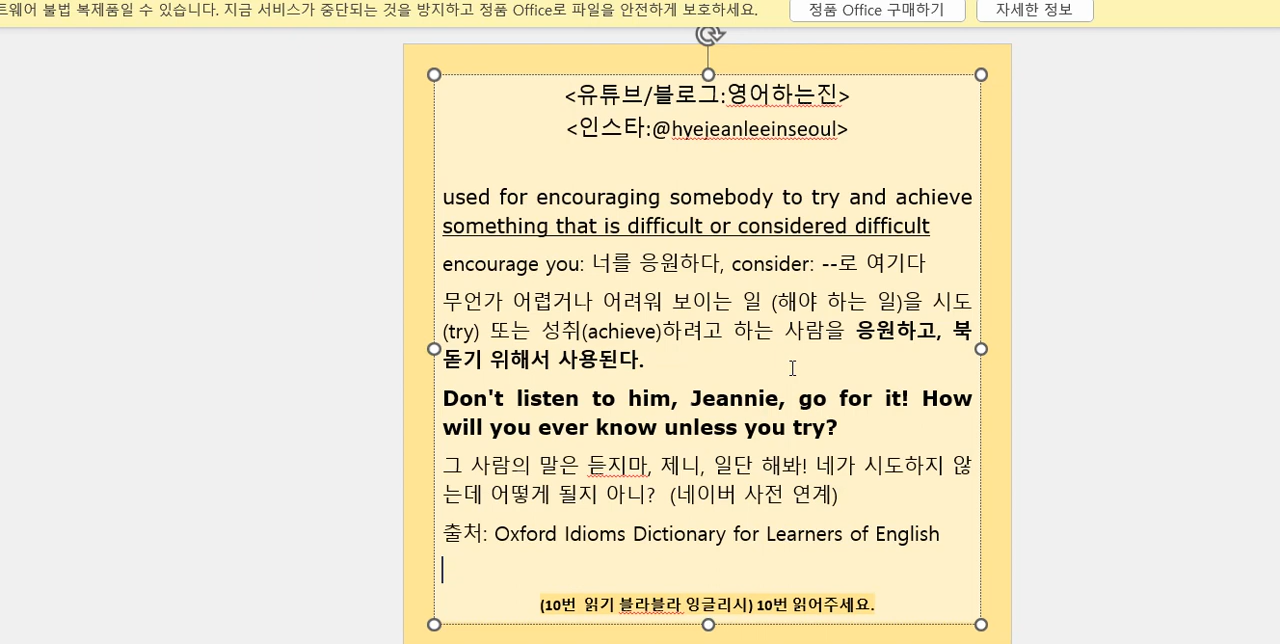 트웨어 불법 복제품일 수 있습니다. 지금 서비스가 중단되는 것을 방지하고 정품 Office로 파일을 안전하게 보호하세요. 정품 Office 구매하기 자세한 정보
<유튜브/블로그:영어하는진>
<인스타:@hyejeanleeinseoul>
used for encouraging somebody to try and achieve
something that is difficult or considered difficult
encourage you: 너를 응원하다, consider: --로 여기다
무언가 어렵거나 어려워 보이는 일 (해야 하는 일)을 시도
(try) 또는 성취(achieve)하려고 하는 사람을 응원하고, 북
돋기 위해서 사용된다.
Don't listen to him, Jeannie, go for it! How
will you ever know unless you try?
그 사람의 말은 듣지마, 제니, 일단 해봐! 네가 시도하지 않
는데 어떻게 될지 아니? (네이버 사전 연계)
출처: Oxford Idioms Dictionary for Learners of English
(10번 읽기 블라블라 잉글리시) 10번 읽어주세요.